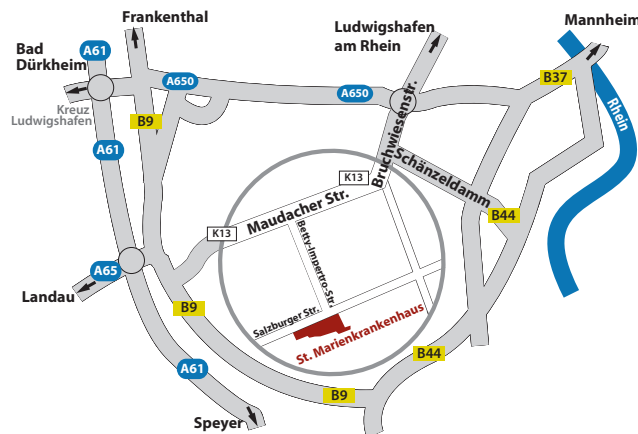 Frankenthal
Mannheim
Ludwigshafen
am Rhein
A61
Bad
Dürkheim
A650
A650
B37
Kreuz
Ludwigshafen
B9
Rhein
A61
Bruchwiesenstr.
Schänzeldamm
K13
Maudacher Str.
B44
K13
Betty-Impertro-Str.
A65
Landau
B9
Salzburger Str.
St. Marienkrankenhaus
B44
A61
B9
Speyer